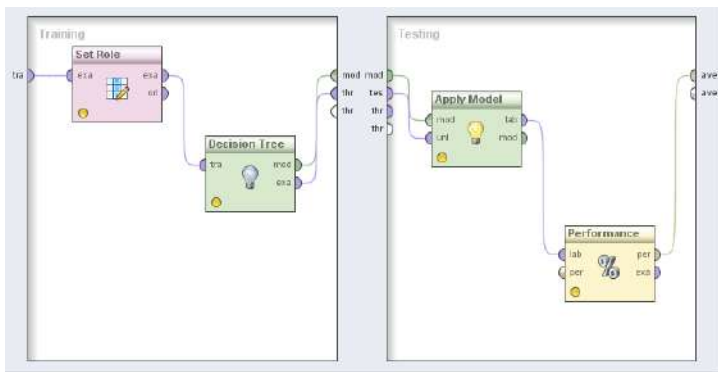 Training
Set Role
tra
exa
exa
ori
Decision Tree
tra
mod
exa
mod
thr
thr
Testing
mod
tes
thr
thr
Apply Model
mod
unl
lab
mod
Performance
lab
per
per
exa
%
ave
ave